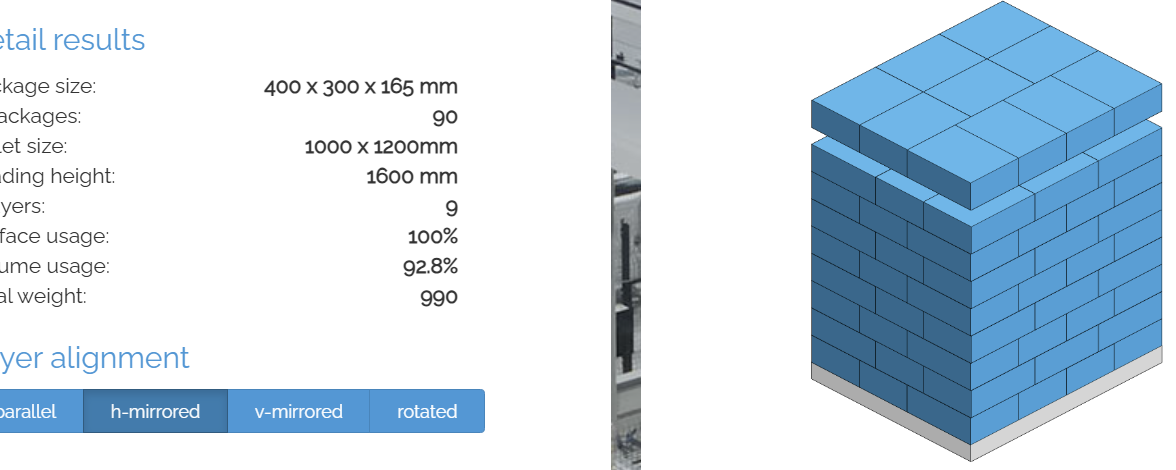 etail results
ckage size: 400 x 300 x 165 mm
ackages: 90
let size: 1000 x 1200mm
ading height: 1600 mm
yers: 9
face usage: 100%
ume usage: 92.8%
al weight: 990
yer alignment
parallel h-mirrored v-mirrored rotated